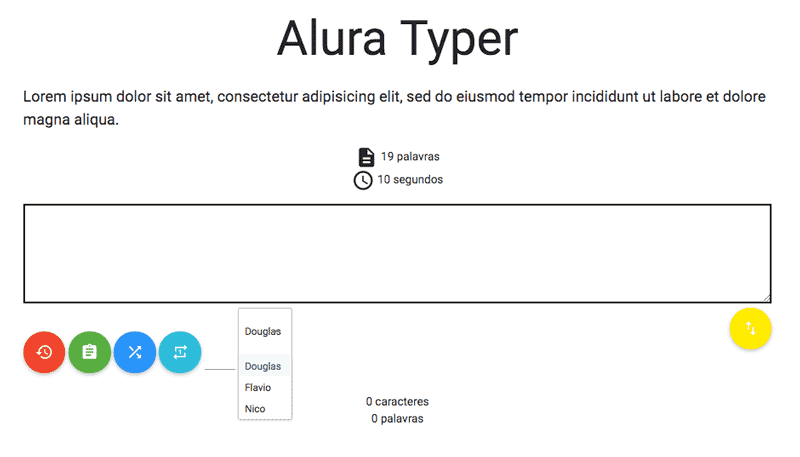 Alura Typer
Lorem ipsum dolor sit amet, consectetur adipisicing elit, sed do eiusmod tempor incididunt ut labore et dolore
magna aliqua.
19 palavras
10 segundos
Douglas
Douglas
Flavio
Nico
0 caracteres
0 palavras